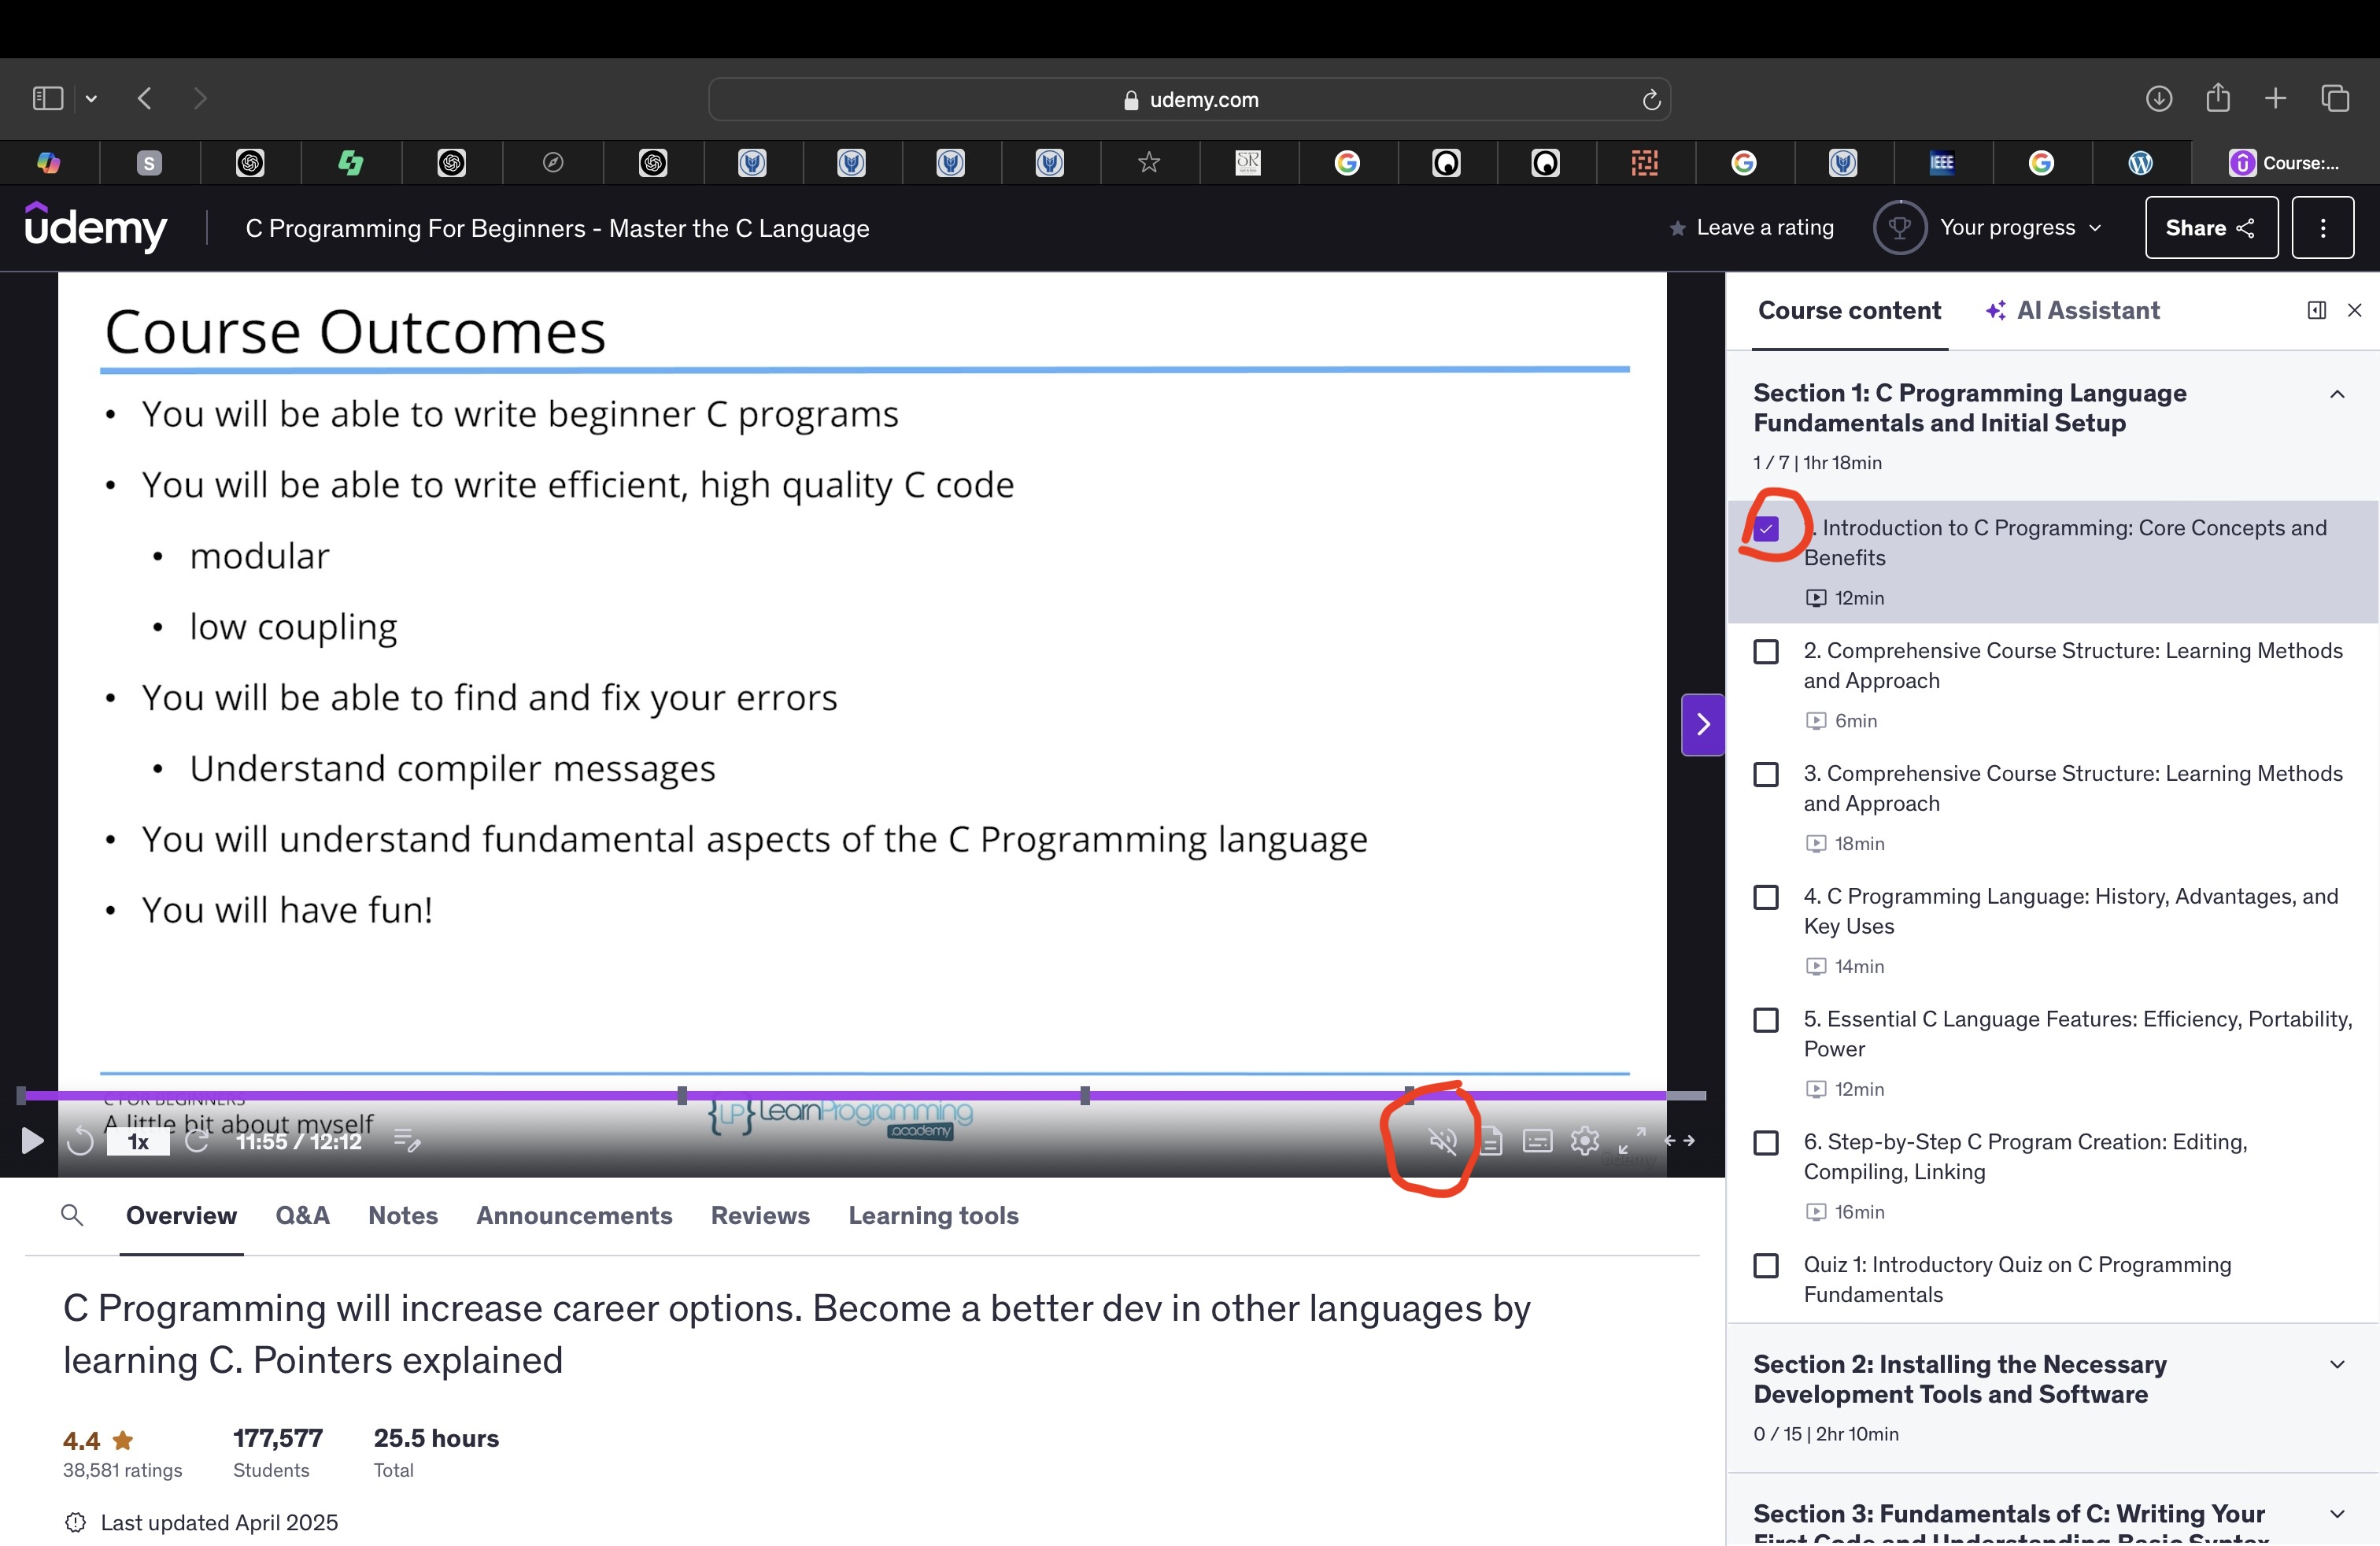 udemy.com
S
SR
IEEE
Course:...
udemy
C Programming For Beginners - Master the C Language
Leave a rating
Your progress
Share
Course Outcomes
• You will be able to write beginner C programs
• You will be able to write efficient, high quality C code
• modular
• low coupling
• You will be able to find and fix your errors
• Understand compiler messages
• You will understand fundamental aspects of the C Programming language
• You will have fun!
C FOR BEGINNERS
A little bit about myself
{LP} LearnProgramming
academy
1x
11:55 / 12:12
Overview
Q&A
Notes
Announcements
Reviews
Learning tools
C Programming will increase career options. Become a better dev in other languages by
learning C. Pointers explained
4.4
38,581 ratings
177,577
Students
25.5 hours
Total
Last updated April 2025
Course content
AI Assistant
Section 1: C Programming Language
Fundamentals and Initial Setup
1 / 7 | 1hr 18min
. Introduction to C Programming: Core Concepts and
Benefits
12min
2. Comprehensive Course Structure: Learning Methods
and Approach
6min
3. Comprehensive Course Structure: Learning Methods
and Approach
18min
4. C Programming Language: History, Advantages, and
Key Uses
14min
5. Essential C Language Features: Efficiency, Portability,
Power
12min
6. Step-by-Step C Program Creation: Editing,
Compiling, Linking
16min
Quiz 1: Introductory Quiz on C Programming
Fundamentals
Section 2: Installing the Necessary
Development Tools and Software
0 / 15 | 2hr 10min
Section 3: Fundamentals of C: Writing Your
First Code and Understanding Basic Syntax